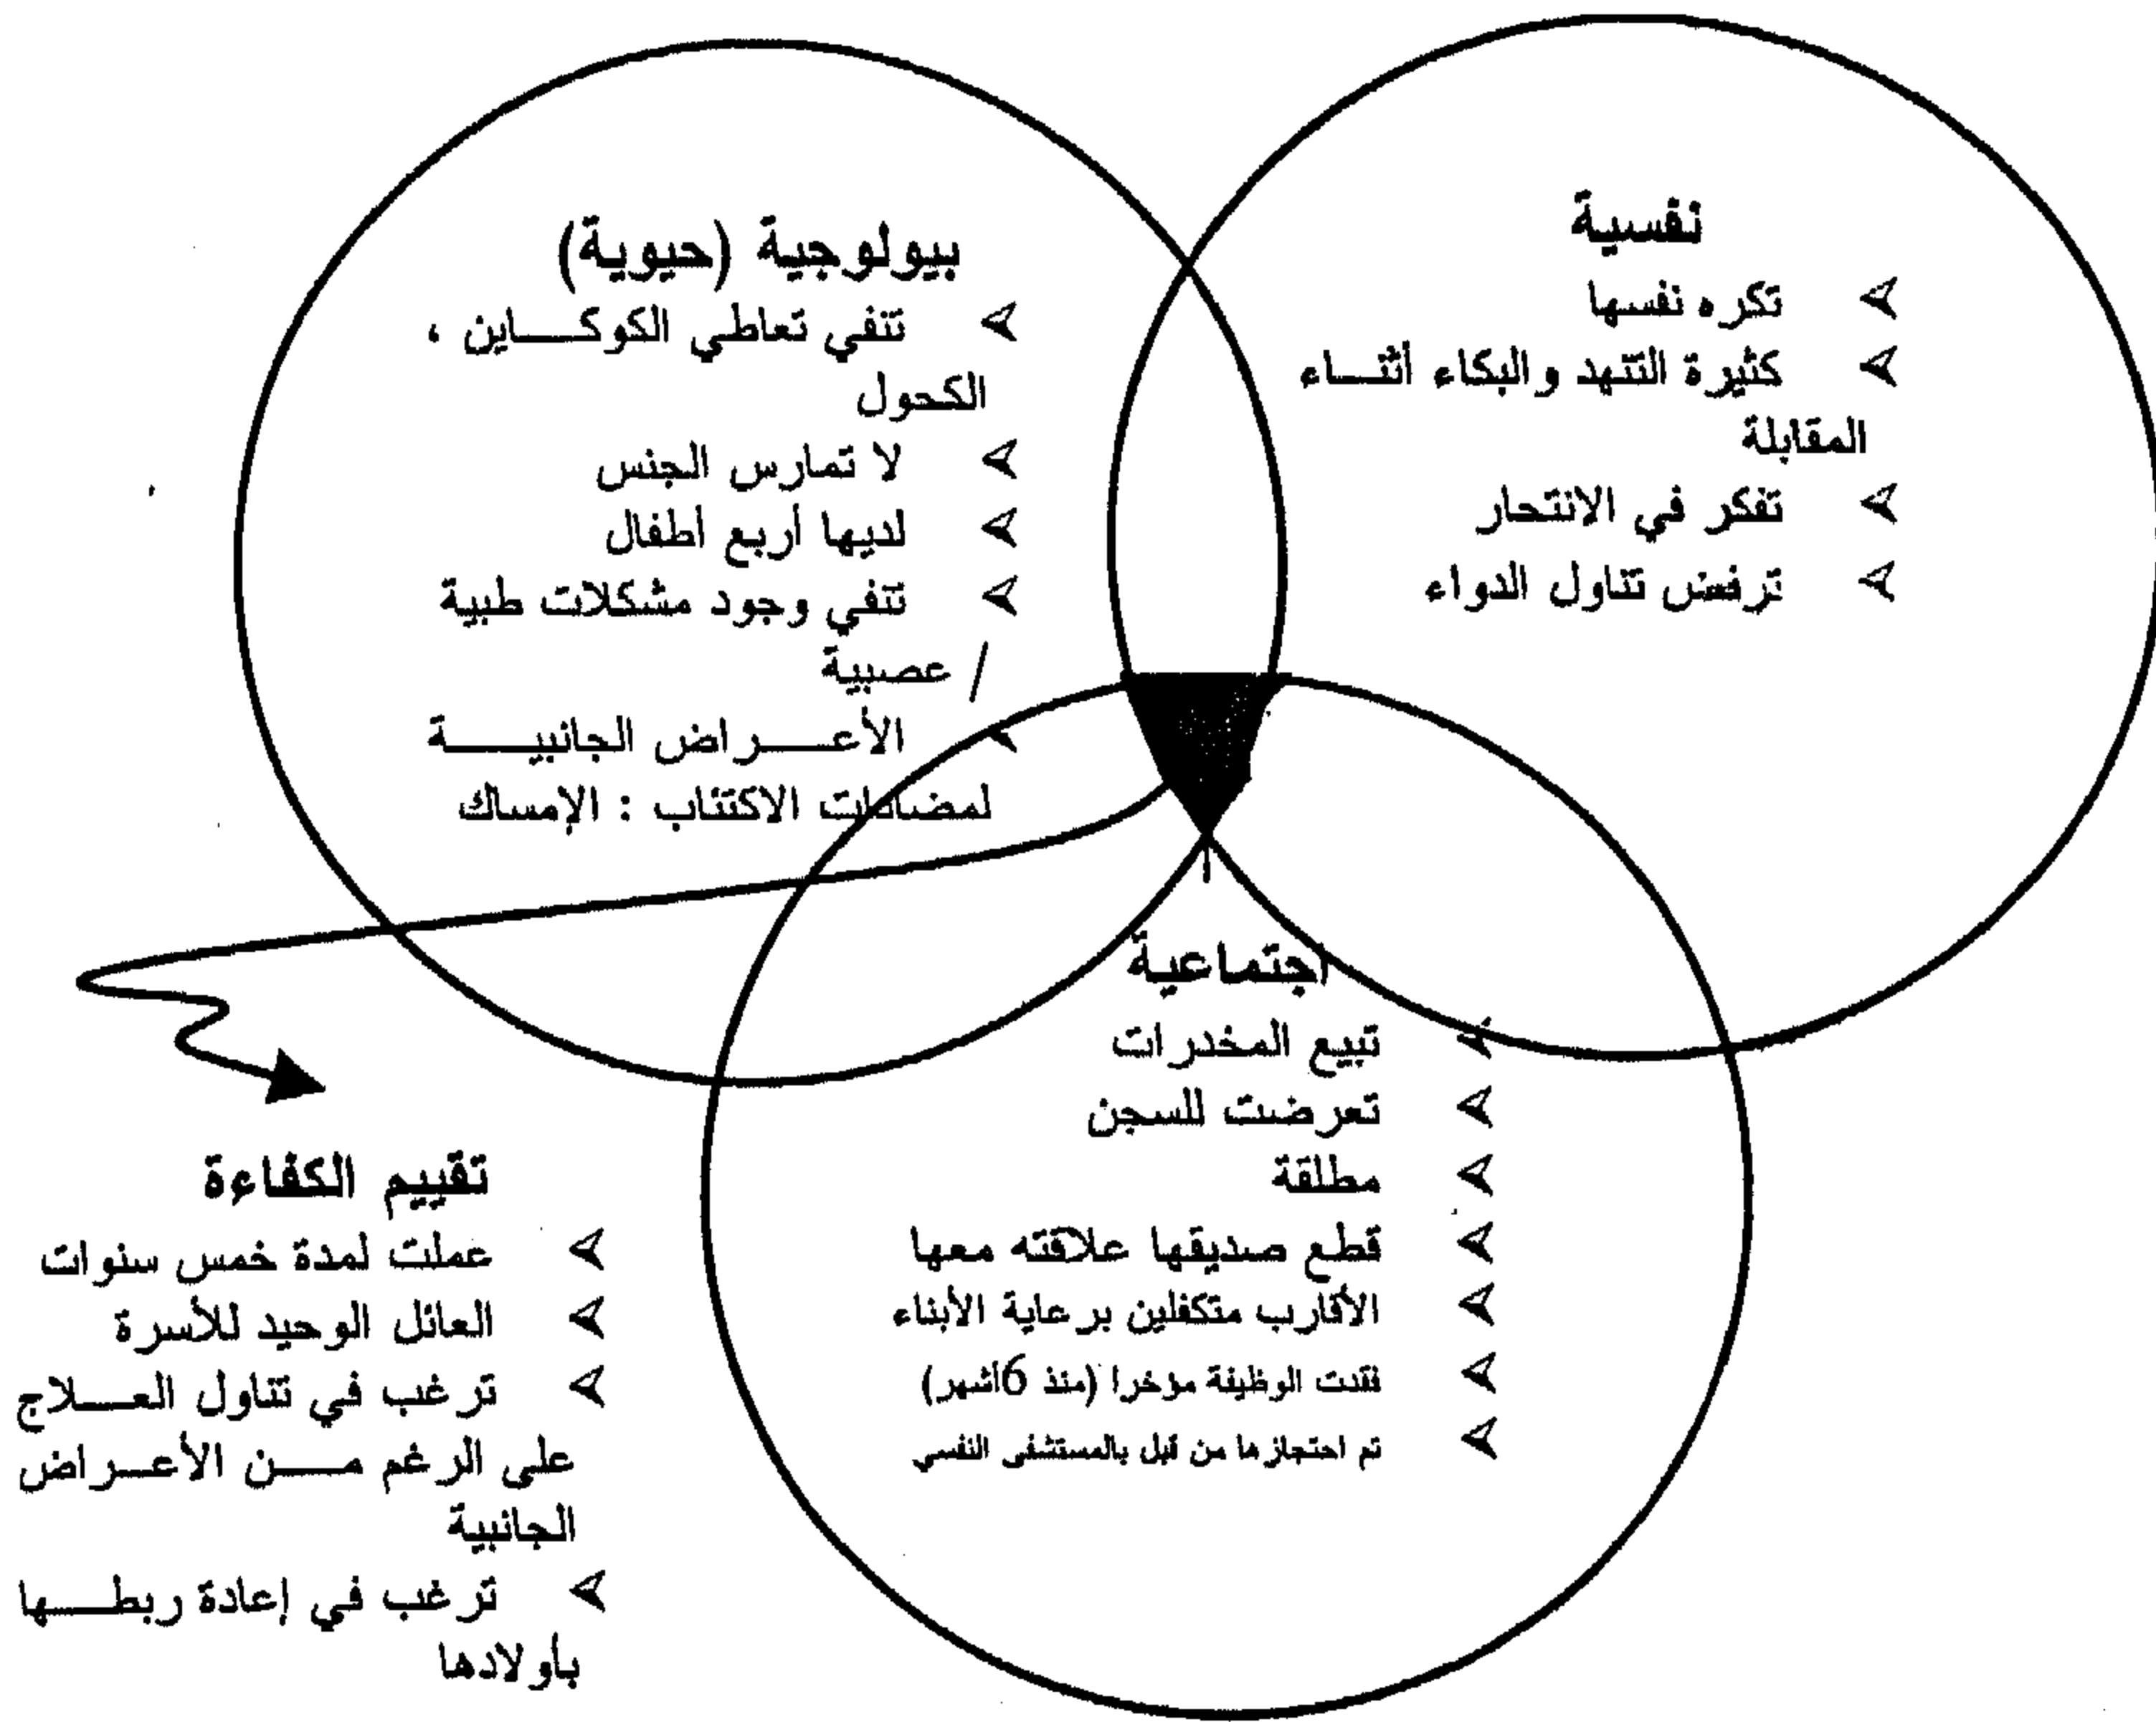 نفسية
تكره نفسها
كثيرة التنهد والبكاء أثناء
المقابلة
تفكر في الانتحار
ترفض تناول الدواء
بيولوجية (حيوية)
تنفي تعاطي الكوكاين ،
الكحول
لا تمارس الجنس
لديها أربع أطفال
تنفي وجود مشكلات طبية
/ عصبية
الأعراض الجانبية
لمضادات الاكتئاب : الإمساك
اجتماعية
تبيع المخدرات
تعرضت للسجن
مطلقة
قطع صديقها علاقته معها
الأقارب متكفلين برعاية الأبناء
فقدت الوظيفة مؤخرا (منذ 6أشهر)
تم احتجازها من قبل بالمستشفى النفسي
تقييم الكفاءة
عملت لمدة خمس سنوات
العائل الوحيد للأسرة
ترغب في تناول العلاج
على الرغم من الأعراض
الجانبية
ترغب في إعادة ربطها
باولادها